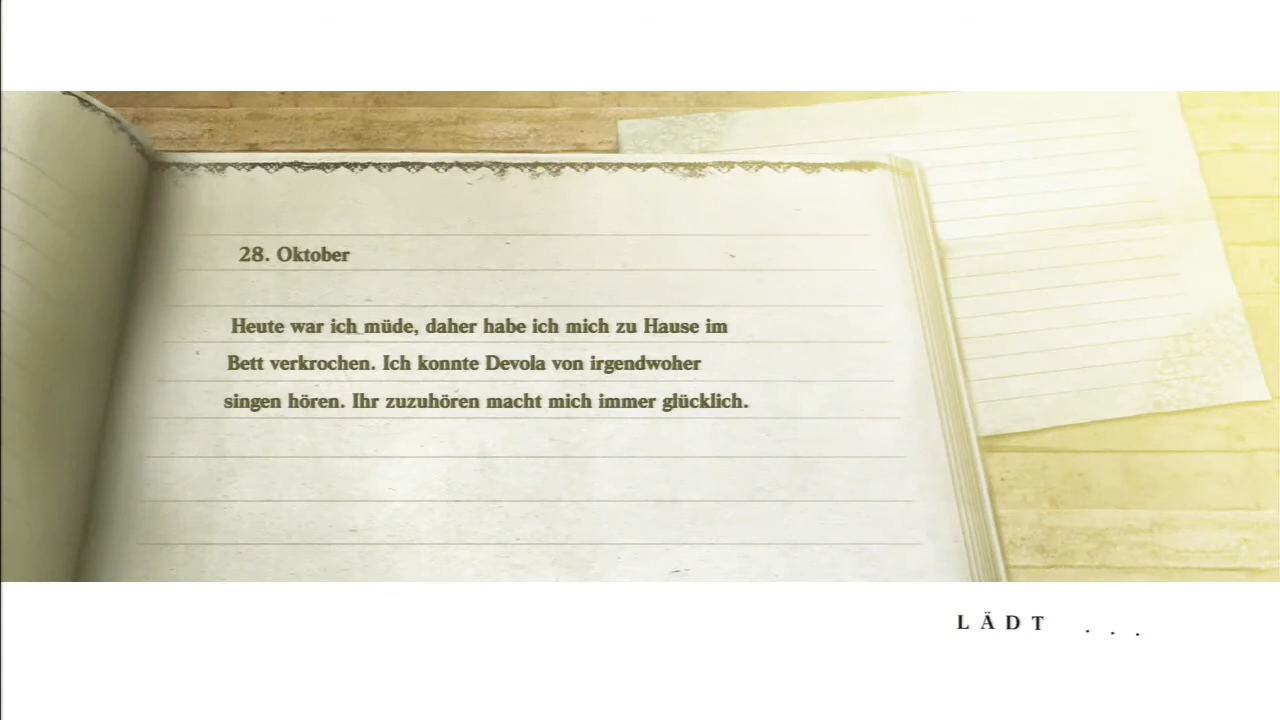 28. Oktober
Heute war ich müde, daher habe ich mich zu Hause im
Bett verkrochen. Ich konnte Devola von irgendwoher
singen hören. Ihr zuzuhören macht mich immer glücklich.
LÄDT ...